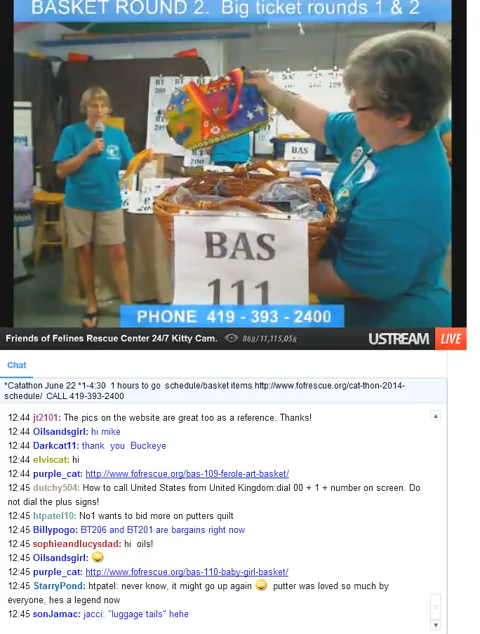 BASKET ROUND 2. Big ticket rounds 1 & 2
BAS
BAS
111
PHONE 419 - 393 - 2400
Friends of Felines Rescue Center 24/7 Kitty Cam.
USTREAM LIVE
Chat
*Catathon June 22 *1-4:30 1 hours to go schedule/basket items http://www.fofrescue.org/cat-thon-2014-
schedule/ CALL 419-393-2400
12:44 jt2101: The pics on the website are great too as a reference. Thanks!
12:44 Oilsandsgirl: hi mike
12:44 Darkcat11: thank you Buckeye
12:44 elviscat: hi
12:44 purple_cat: http://www.fofrescue.org/bas-109-ferole-art-basket/
12:45 dutchy504: How to call United States from United Kingdom:dial 00 + 1 + number on screen. Do
not dial the plus signs!
12:45 htpatel10: No1 wants to bid more on putters quilt
12:45 Billypogo: BT206 and BT201 are bargains right now
12:45 sophieandlucysdad: hi oils!
12:45 Oilsandsgirl:
12:45 purple_cat: http://www.fofrescue.org/bas-110-baby-girl-basket/
12:45 StarryPond: htpatel: never know, it might go up again putter was loved so much by
everyone, hes a legend now
12:45 sonJamac: jacci: "luggage tails" hehe